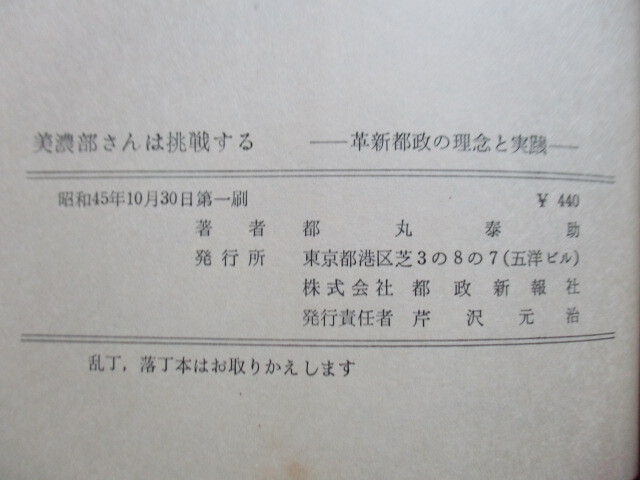 美濃部さんは挑戦する ──革新都政の理念と実践──
昭和45年10月30日第一刷 ¥ 440
著者 都丸泰助
発行所 東京都港区芝3の8の7(五洋ビル)
株式会社 都政新報社
発行責任者 芹沢元治
乱丁,落丁本はお取りかえします